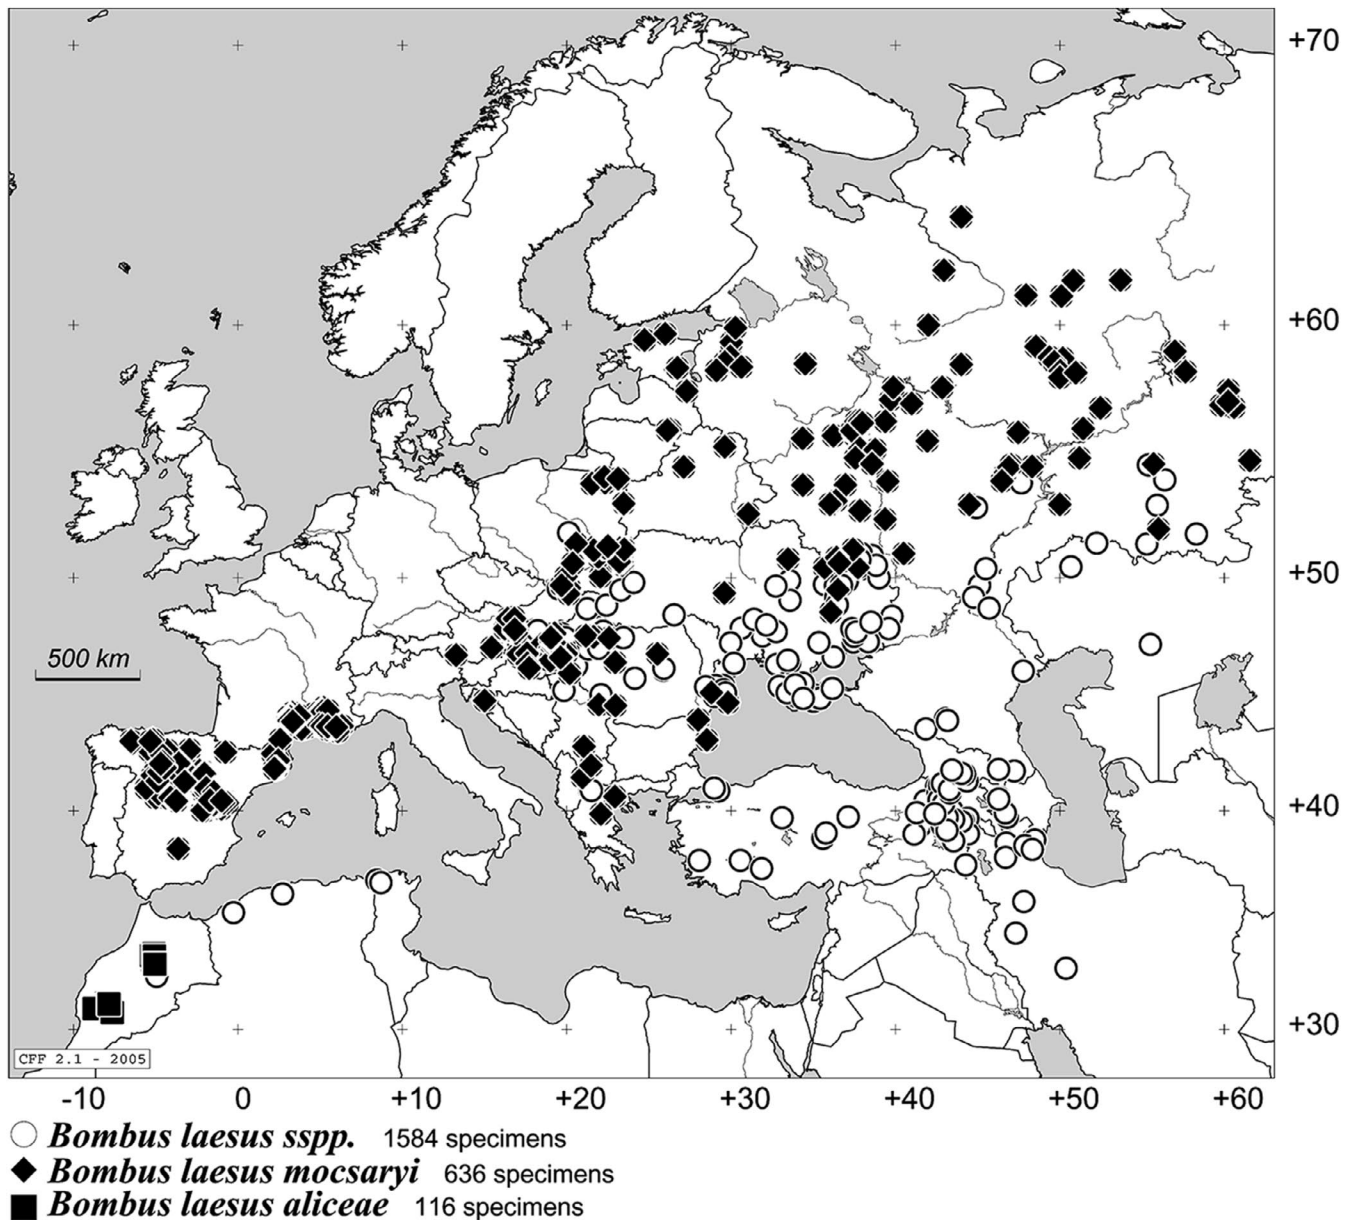 +70
+60
+50
500 km
+40
+30
CFF 2.1 - 2005
-10 0 +10 +20 +30 +40 +50 +60
Bombus laesus sspp. 1584 specimens
Bombus laesus mocsaryi 636 specimens
Bombus laesus aliceae 116 specimens